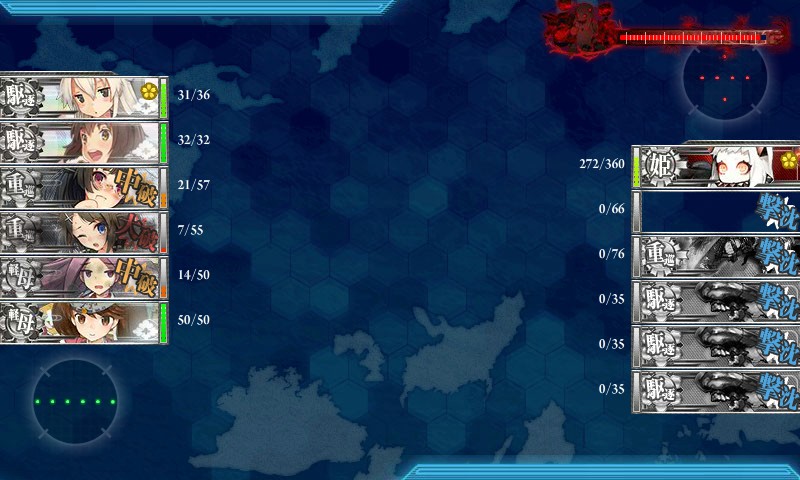 駆逐 31/36
駆逐 32/32
重巡 中破 21/57
重巡 大破 7/55
軽母 中破 14/50
軽母 50/50
272/360 姫
0/66 撃沈
0/76 重巡 撃沈
0/35 駆逐 撃沈
0/35 駆逐 撃沈
0/35 駆逐 撃沈